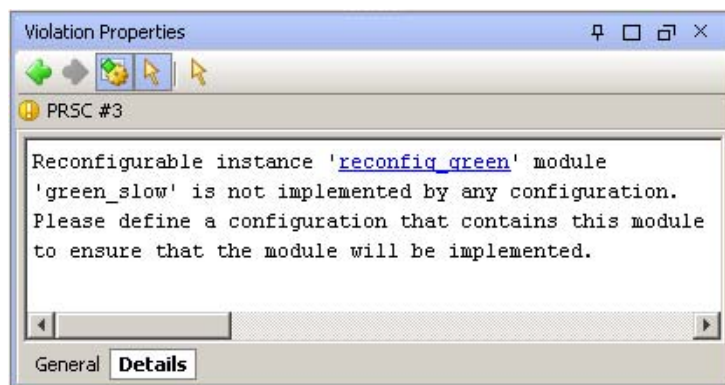 Violation Properties
PRSC #3
Reconfigurable instance 'reconfig_green' module
'green_slow' is not implemented by any configuration.
Please define a configuration that contains this module
to ensure that the module will be implemented.
General Details